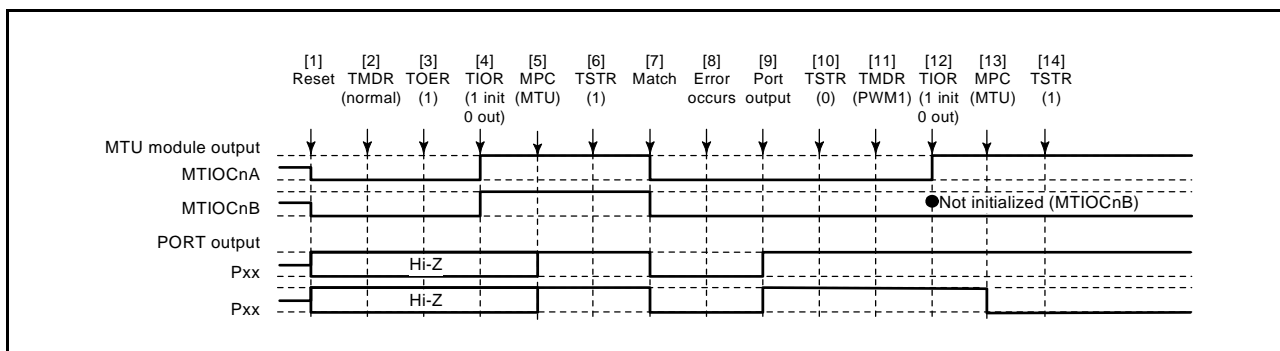 [1] [2] [3] [4] [5] [6] [7] [8] [9] [10] [11] [12] [13] [14]
Reset TMDR TOER TIOR MPC TSTR Match Error Port TSTR TMDR TIOR MPC TSTR
(normal) (1) (1 init (MTU) (1) occurs output (0) (PWM1) (1 init (MTU) (1)
0 out) 0 out)
MTU module output
MTIOCnA
MTIOCnB
Not initialized (MTIOCnB)
PORT output
Pxx
Hi-Z
Pxx
Hi-Z